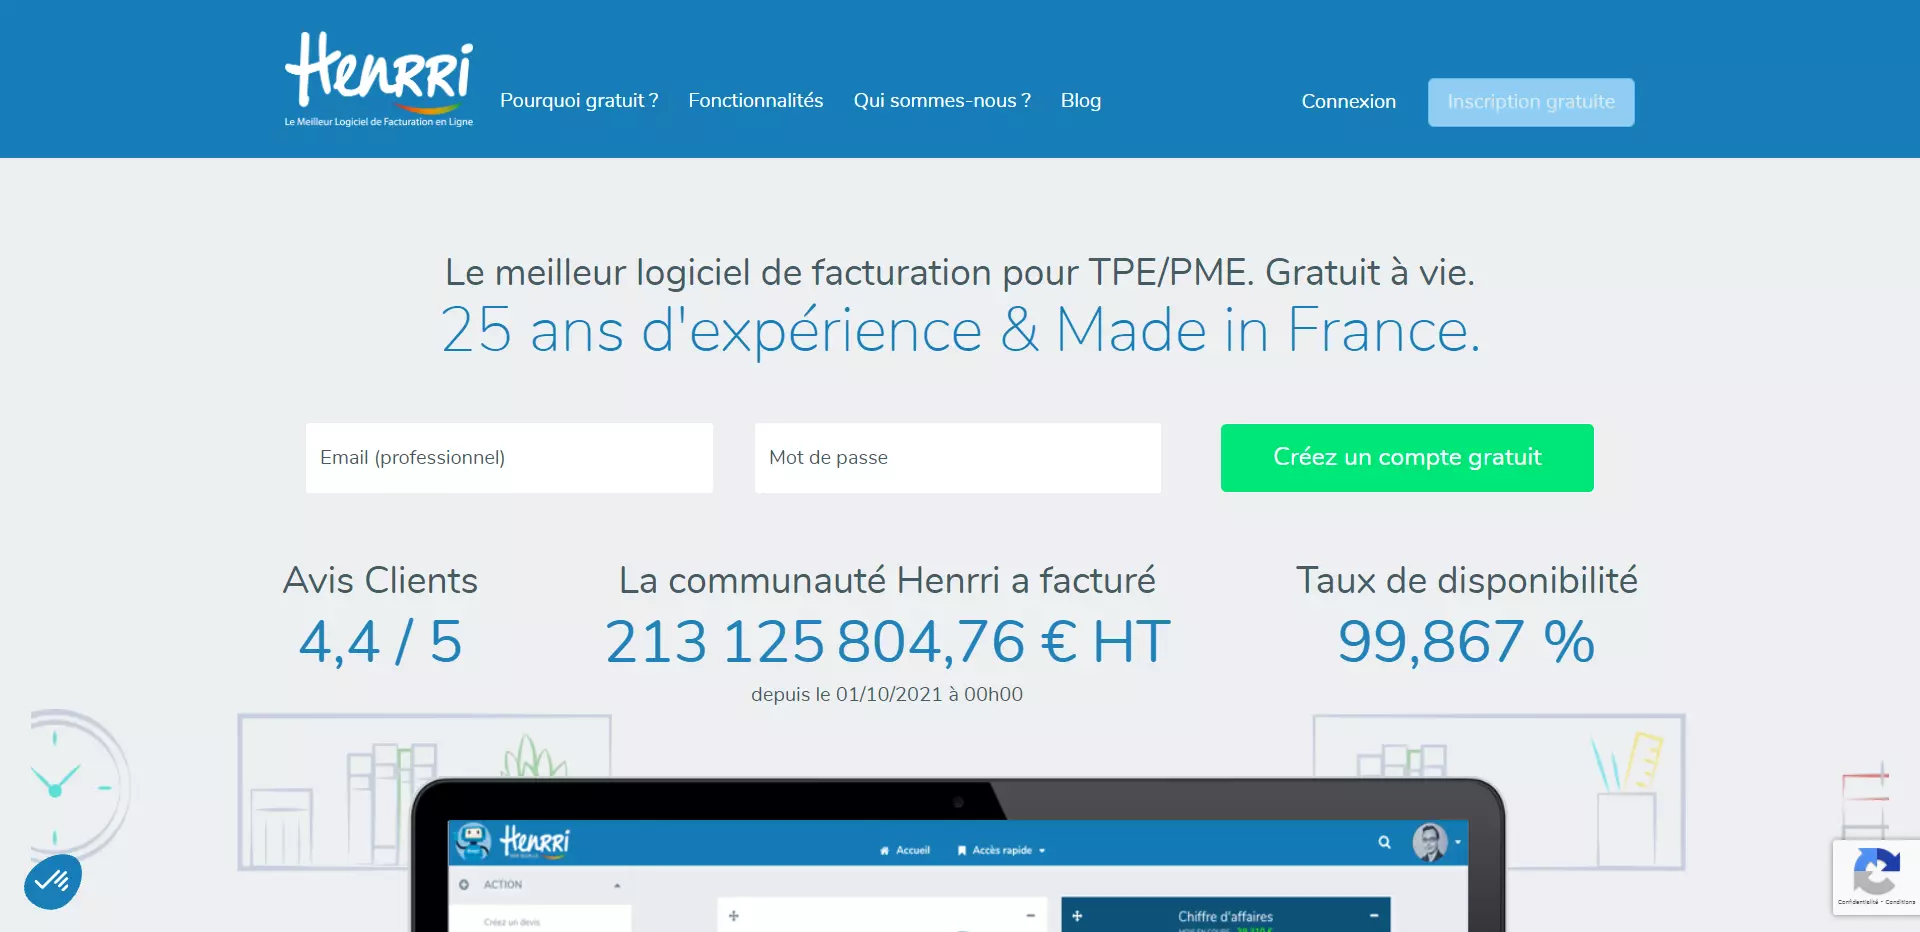 Henrri
Le Meilleur Logiciel de Facturation en Ligne
Pourquoi gratuit ?
Fonctionnalités
Qui sommes-nous ?
Blog
Connexion
Inscription gratuite
Le meilleur logiciel de facturation pour TPE/PME. Gratuit à vie.
25 ans d'expérience & Made in France.
Email (professionnel)
Mot de passe
Créez un compte gratuit
Avis Clients
4,4 / 5
La communauté Henrri a facturé
213 125 804,76 € HT
depuis le 01/10/2021 à 00h00
Taux de disponibilité
99,867 %
Henrri
Accueil
Accès rapide
ACTION
Créez un devis
Chiffre d'affaires
Confidentialité - Conditions